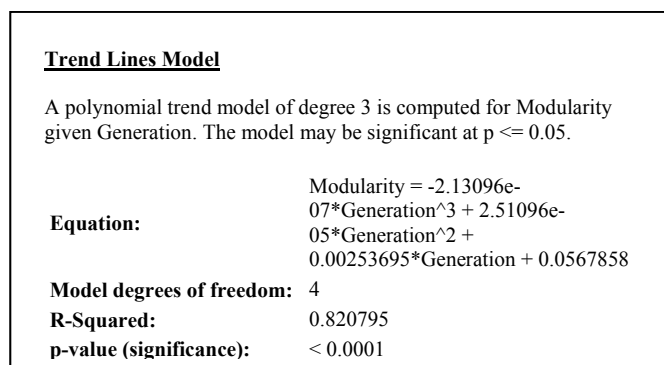 Trend Lines Model
A polynomial trend model of degree 3 is computed for Modularity
given Generation. The model may be significant at p <= 0.05.
Modularity = -2.13096e-
07*Generation^3 + 2.51096e-
Equation:
05*Generation^2 +
0.00253695*Generation + 0.0567858
Model degrees of freedom: 4
R-Squared: 0.820795
p-value (significance): < 0.0001